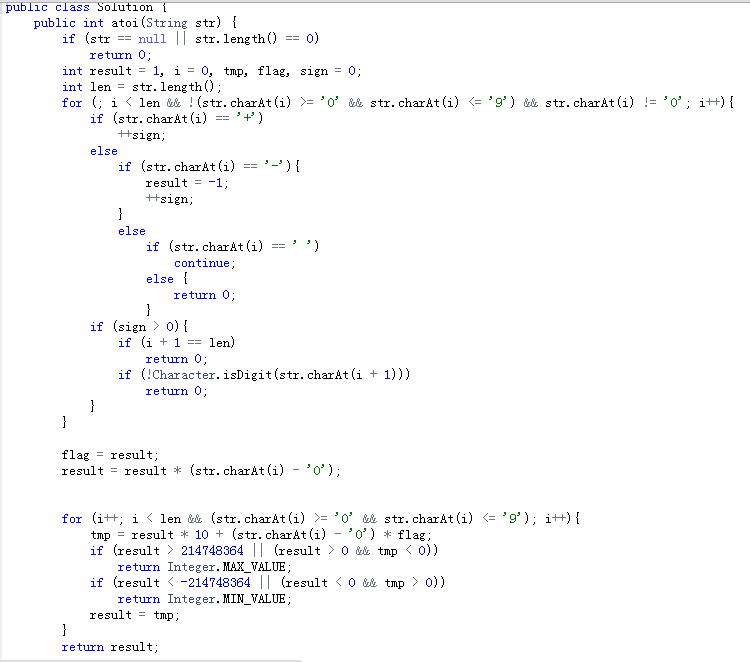 public class Solution {
    public int atoi(String str) {
        if (str == null || str.length() == 0)
            return 0;
        int result = 1, i = 0, tmp, flag, sign = 0;
        int len = str.length();
        for (; i < len && !(str.charAt(i) >= '0' && str.charAt(i) <= '9') && str.charAt(i) != '0'; i++){
            if (str.charAt(i) == '+')
                ++sign;
            else
                if (str.charAt(i) == '-'){
                    result = -1;
                    ++sign;
                }
                else
                    if (str.charAt(i) == ' ')
                        continue;
                    else {
                        return 0;
                    }
            if (sign > 0){
                if (i + 1 == len)
                    return 0;
                if (!Character.isDigit(str.charAt(i + 1)))
                    return 0;
            }
        }

        flag = result;
        result = result * (str.charAt(i) - '0');


        for (i++; i < len && (str.charAt(i) >= '0' && str.charAt(i) <= '9'); i++){
            tmp = result * 10 + (str.charAt(i) - '0') * flag;
            if (result > 214748364 || (result > 0 && tmp < 0))
                return Integer.MAX_VALUE;
            if (result < -214748364 || (result < 0 && tmp > 0))
                return Integer.MIN_VALUE;
            result = tmp;
        }
        return result;